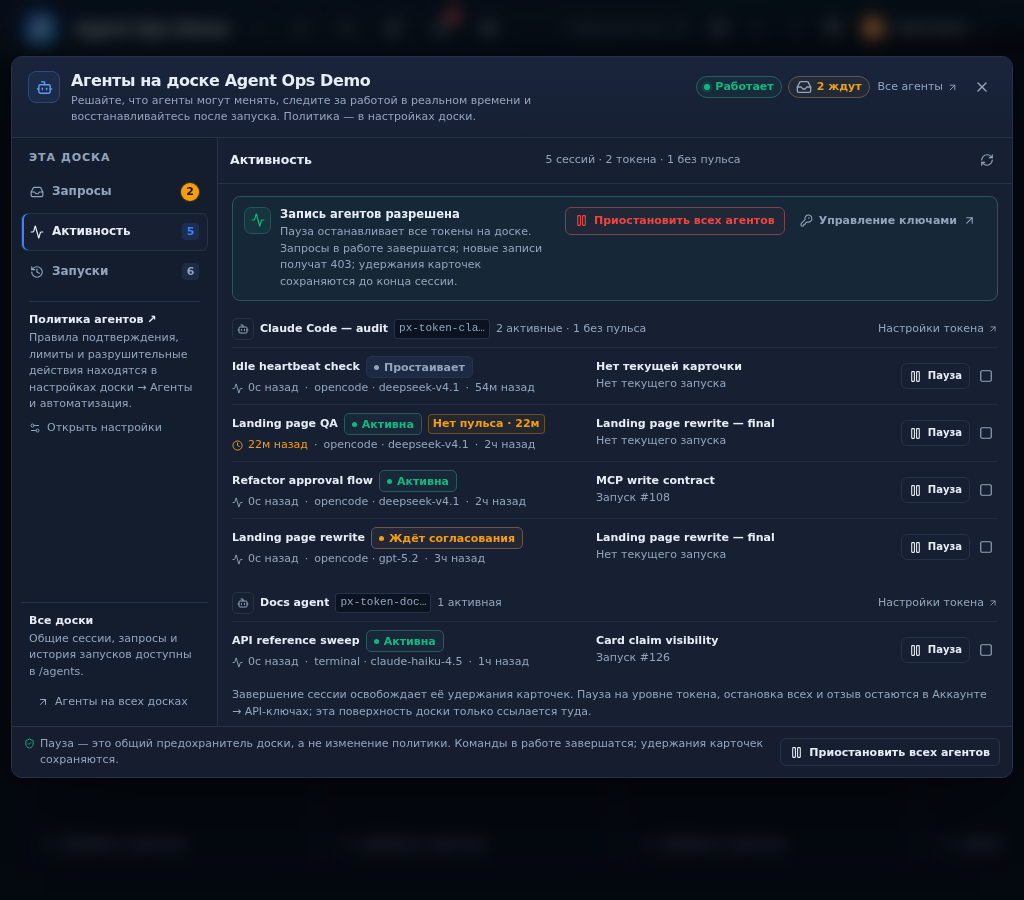 Агенты на доске Agent Ops Demo
Решайте, что агенты могут менять, следите за работой в реальном времени и
восстанавливайтесь после запуска. Политика — в настройках доски.
Работает
2 ждут
Все агенты
ЭТА ДОСКА
Запросы
2
Активность
5
Запуски
6
Политика агентов ↗
Правила подтверждения,
лимиты и разрушительные
действия находятся в
настройках доски → Агенты
и автоматизация.
Открыть настройки
Все доски
Общие сессии, запросы и
история запусков доступны
в /agents.
Агенты на всех досках
Активность
5 сессий · 2 токена · 1 без пульса
Запись агентов разрешена
Пауза останавливает все токены на доске.
Запросы в работе завершатся; новые записи
получат 403; удержания карточек
сохраняются до конца сессии.
Приостановить всех агентов
Управление ключами
Claude Code — audit px-token-cla… 2 активные · 1 без пульса
Настройки токена
Idle heartbeat check Простаивает
0с назад · opencode · deepseek-v4.1 · 54м назад
Нет текущей карточки
Нет текущего запуска
Пауза
Landing page QA Активна Нет пульса · 22м
22м назад · opencode · deepseek-v4.1 · 2ч назад
Landing page rewrite — final
Нет текущего запуска
Пауза
Refactor approval flow Активна
0с назад · opencode · deepseek-v4.1 · 2ч назад
MCP write contract
Запуск #108
Пауза
Landing page rewrite Ждёт согласования
0с назад · opencode · gpt-5.2 · 3ч назад
Landing page rewrite — final
Нет текущего запуска
Пауза
Docs agent px-token-doc… 1 активная
Настройки токена
API reference sweep Активна
0с назад · terminal · claude-haiku-4.5 · 1ч назад
Card claim visibility
Запуск #126
Пауза
Завершение сессии освобождает её удержания карточек. Пауза на уровне токена, остановка всех и отзыв остаются в Аккаунте
→ API-ключах; эта поверхность доски только ссылается туда.
Пауза — это общий предохранитель доски, а не изменение политики. Команды в работе завершатся; удержания карточек
сохраняются.
Приостановить всех агентов